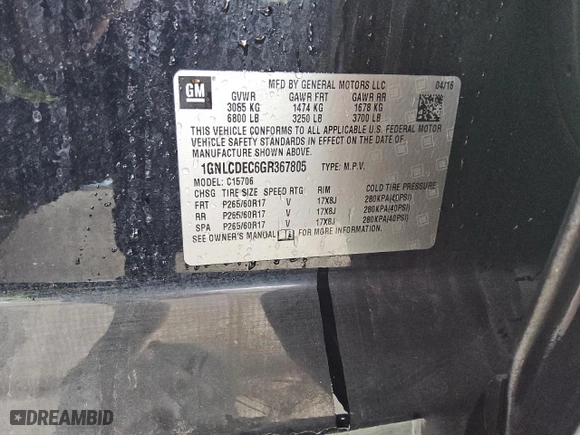 GM
MFD BY GENERAL MOTORS LLC 04/16
GVWR GAWR FRT GAWR RR
3055 KG 1474 KG 1678 KG
6800 LB 3250 LB 3700 LB
THIS VEHICLE CONFORMS TO ALL APPLICABLE U.S. FEDERAL MOTOR
VEHICLE SAFETY STANDARDS IN EFFECT ON THE DATE OF
MANUFACTURE SHOWN ABOVE.
1GNLCDEC6GR367805 TYPE: M.P.V.
MODEL: C15706
CHSG TIRE SIZE SPEED RTG RIM COLD TIRE PRESSURE
FRT P265/60R17 V 17X8J 280KPA(40PSI)
RR P265/60R17 V 17X8J 280KPA(40PSI)
SPA P265/60R17 V 17X8J 280KPA(40PSI)
SEE OWNER'S MANUAL FOR MORE INFORMATION
DREAMBID